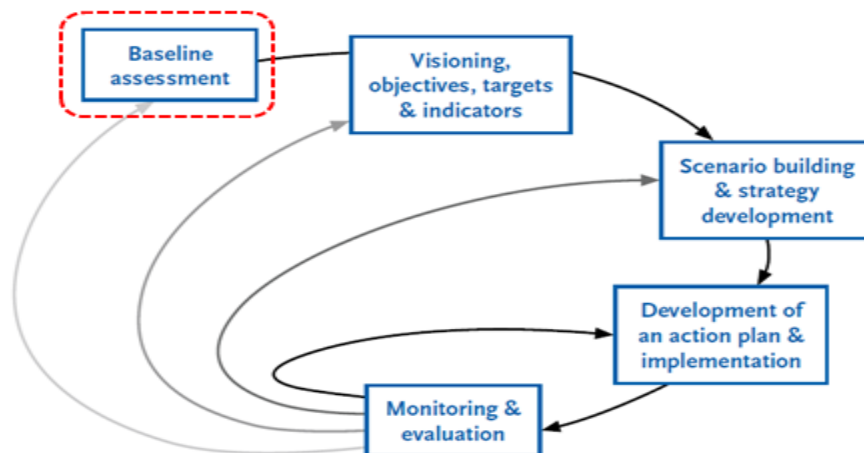 Baseline
assessment
Visioning,
objectives, targets
& indicators
Scenario building
& strategy
development
Development of
an action plan &
implementation
Monitoring &
evaluation